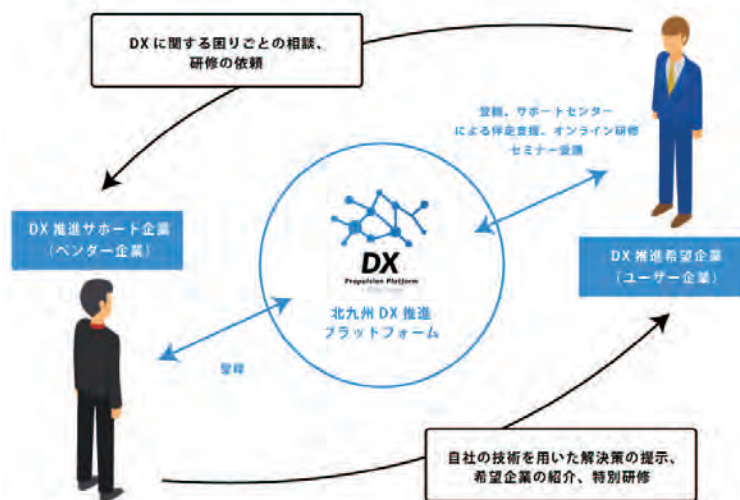 DXに関する困りごとの相談、
研修の依頼
登録、サポートセンター
による伴走支援、オンライン研修
セミナー受講
DX推進サポート企業
（ベンダー企業）
DX
Propulsion Platform
北九州DX推進
プラットフォーム
DX推進希望企業
（ユーザー企業）
登録
自社の技術を用いた解決策の提示、
希望企業の紹介、特別研修